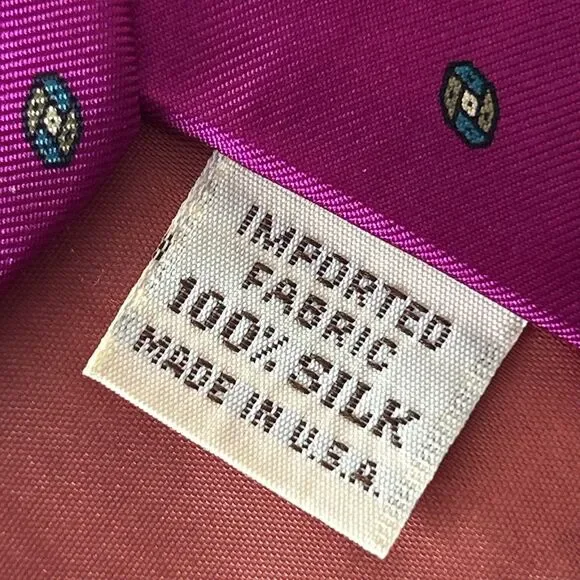 IMPORTED
FABRIC
100% SILK
MADE IN U.S.A.